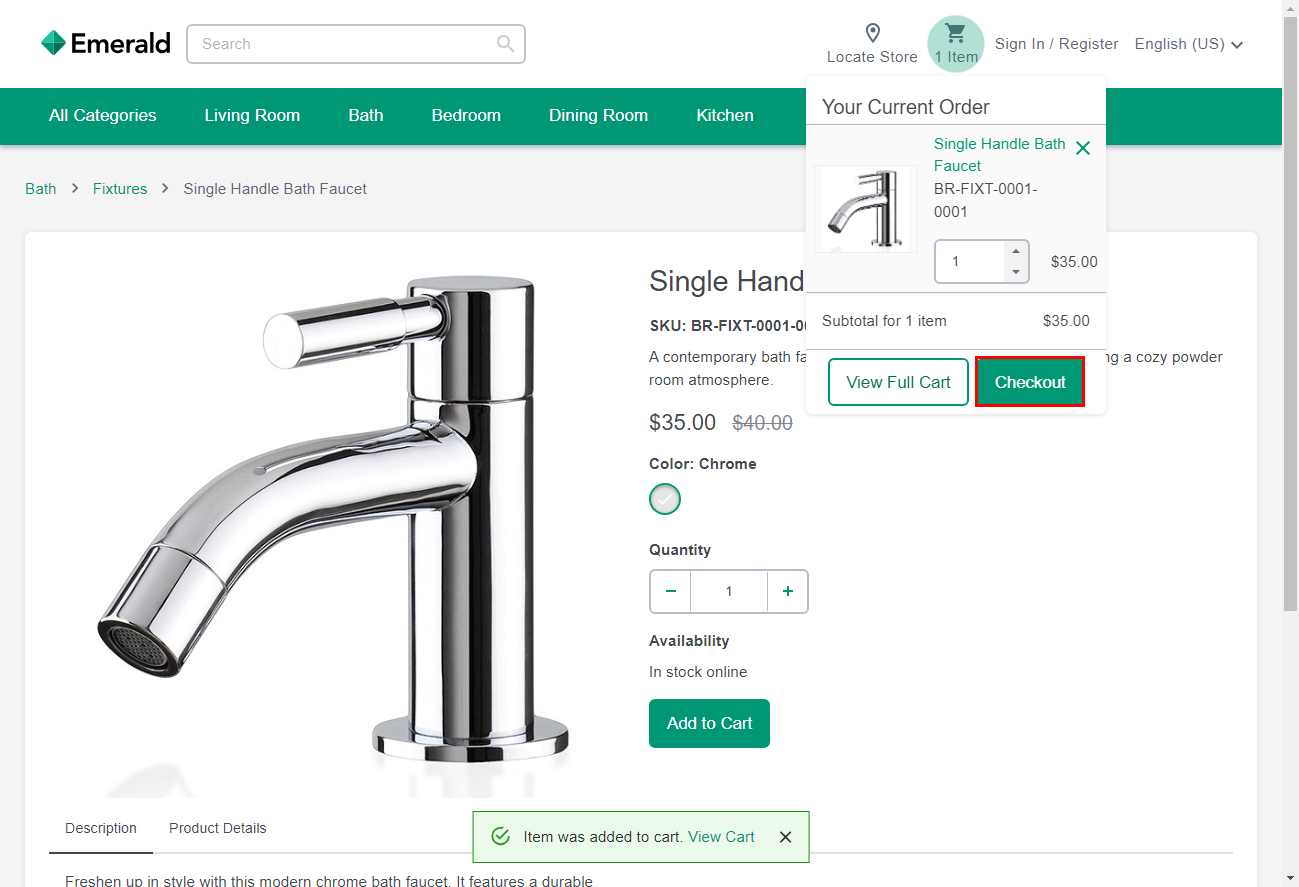 Emerald
Search
Locate Store
1 Item
Sign In / Register
English (US)
All Categories
Living Room
Bath
Bedroom
Dining Room
Kitchen
Your Current Order
Single Handle Bath
Faucet
BR-FIXT-0001-
0001
1
$35.00
Subtotal for 1 item
$35.00
View Full Cart
Checkout
Bath
Fixtures
Single Handle Bath Faucet
Single Hand
SKU: BR-FIXT-0001-0
A contemporary bath fa
ng a cozy powder
room atmosphere.
$35.00 $40.00
Color: Chrome
Quantity
− 1 +
Availability
In stock online
Add to Cart
Description
Product Details
Item was added to cart. View Cart
Freshen up in style with this modern chrome bath faucet. It features a durable